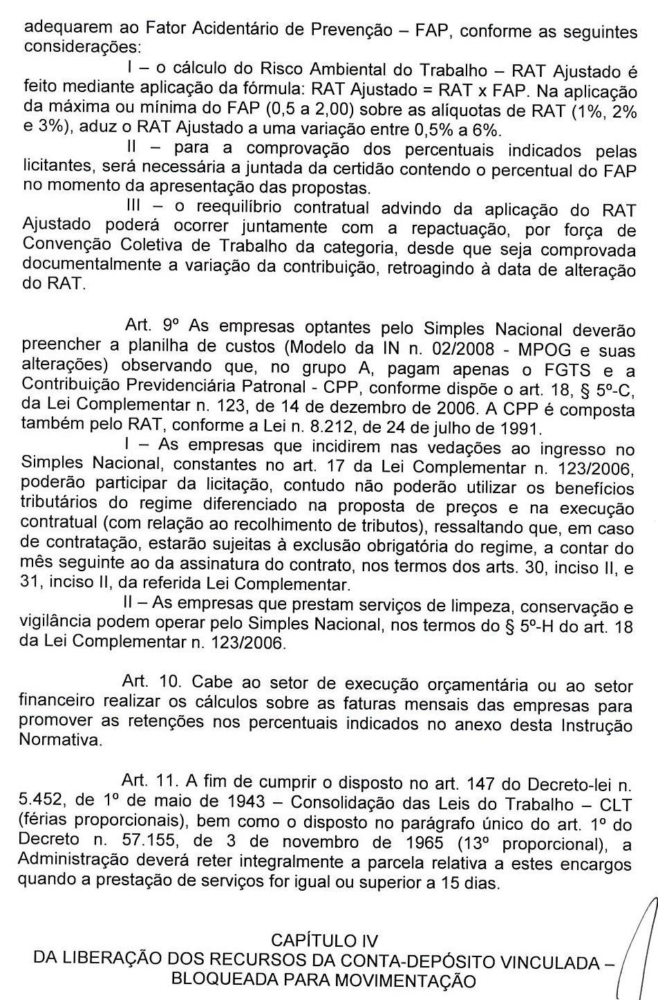 adequarem ao Fator Acidentário de Prevenção – FAP, conforme as seguintes
considerações:
I – o cálculo do Risco Ambiental do Trabalho – RAT Ajustado é
feito mediante aplicação da fórmula: RAT Ajustado = RAT x FAP. Na aplicação
da máxima ou mínima do FAP (0,5 a 2,00) sobre as alíquotas de RAT (1%, 2%
e 3%), aduz o RAT Ajustado a uma variação entre 0,5% a 6%.
II – para a comprovação dos percentuais indicados pelas
licitantes, será necessária a juntada da certidão contendo o percentual do FAP
no momento da apresentação das propostas.
III – o reequilíbrio contratual advindo da aplicação do RAT
Ajustado poderá ocorrer juntamente com a repactuação, por força de
Convenção Coletiva de Trabalho da categoria, desde que seja comprovada
documentalmente a variação da contribuição, retroagindo à data de alteração
do RAT.
Art. 9º As empresas optantes pelo Simples Nacional deverão
preencher a planilha de custos (Modelo da IN n. 02/2008 - MPOG e suas
alterações) observando que, no grupo A, pagam apenas o FGTS e a
Contribuição Previdenciária Patronal - CPP, conforme dispõe o art. 18, § 5º-C,
da Lei Complementar n. 123, de 14 de dezembro de 2006. A CPP é composta
também pelo RAT, conforme a Lei n. 8.212, de 24 de julho de 1991.
I – As empresas que incidirem nas vedações ao ingresso no
Simples Nacional, constantes no art. 17 da Lei Complementar n. 123/2006,
poderão participar da licitação, contudo não poderão utilizar os benefícios
tributários do regime diferenciado na proposta de preços e na execução
contratual (com relação ao recolhimento de tributos), ressaltando que, em caso
de contratação, estarão sujeitas à exclusão obrigatória do regime, a contar do
mês seguinte ao da assinatura do contrato, nos termos dos arts. 30, inciso II, e
31, inciso II, da referida Lei Complementar.
II – As empresas que prestam serviços de limpeza, conservação e
vigilância podem operar pelo Simples Nacional, nos termos do § 5º-H do art. 18
da Lei Complementar n. 123/2006.
Art. 10. Cabe ao setor de execução orçamentária ou ao setor
financeiro realizar os cálculos sobre as faturas mensais das empresas para
promover as retenções nos percentuais indicados no anexo desta Instrução
Normativa.
Art. 11. A fim de cumprir o disposto no art. 147 do Decreto-lei n.
5.452, de 1º de maio de 1943 – Consolidação das Leis do Trabalho – CLT
(férias proporcionais), bem como o disposto no parágrafo único do art. 1º do
Decreto n. 57.155, de 3 de novembro de 1965 (13º proporcional), a
Administração deverá reter integralmente a parcela relativa a estes encargos
quando a prestação de serviços for igual ou superior a 15 dias.
CAPÍTULO IV
DA LIBERAÇÃO DOS RECURSOS DA CONTA-DEPÓSITO VINCULADA –
BLOQUEADA PARA MOVIMENTAÇÃO